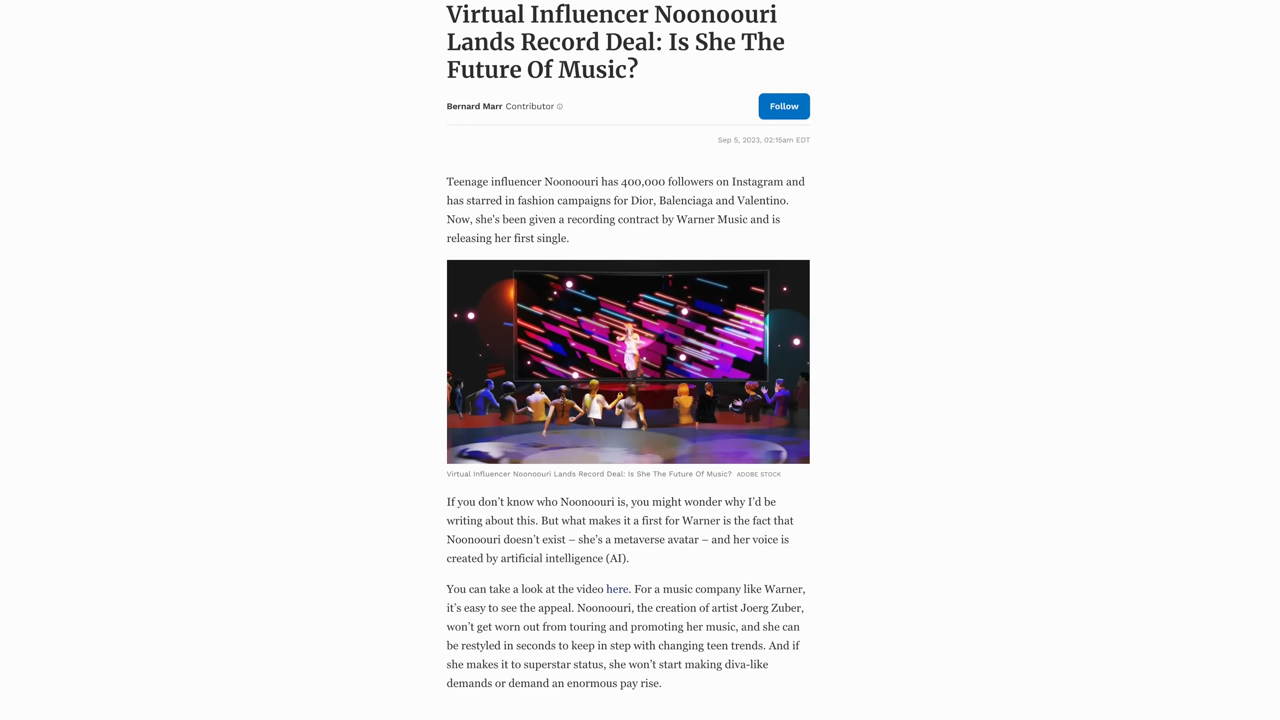 Virtual Influencer Noonoouri
Lands Record Deal: Is She The
Future Of Music?
Bernard Marr Contributor
Follow
Sep 5, 2023, 02:15am EDT
Teenage influencer Noonoouri has 400,000 followers on Instagram and
has starred in fashion campaigns for Dior, Balenciaga and Valentino.
Now, she's been given a recording contract by Warner Music and is
releasing her first single.
Virtual Influencer Noonoouri Lands Record Deal: Is She The Future Of Music? ADOBE STOCK
If you don’t know who Noonoouri is, you might wonder why I’d be
writing about this. But what makes it a first for Warner is the fact that
Noonoouri doesn’t exist – she’s a metaverse avatar – and her voice is
created by artificial intelligence (AI).
You can take a look at the video here. For a music company like Warner,
it’s easy to see the appeal. Noonoouri, the creation of artist Joerg Zuber,
won’t get worn out from touring and promoting her music, and she can
be restyled in seconds to keep in step with changing teen trends. And if
she makes it to superstar status, she won’t start making diva-like
demands or demand an enormous pay rise.